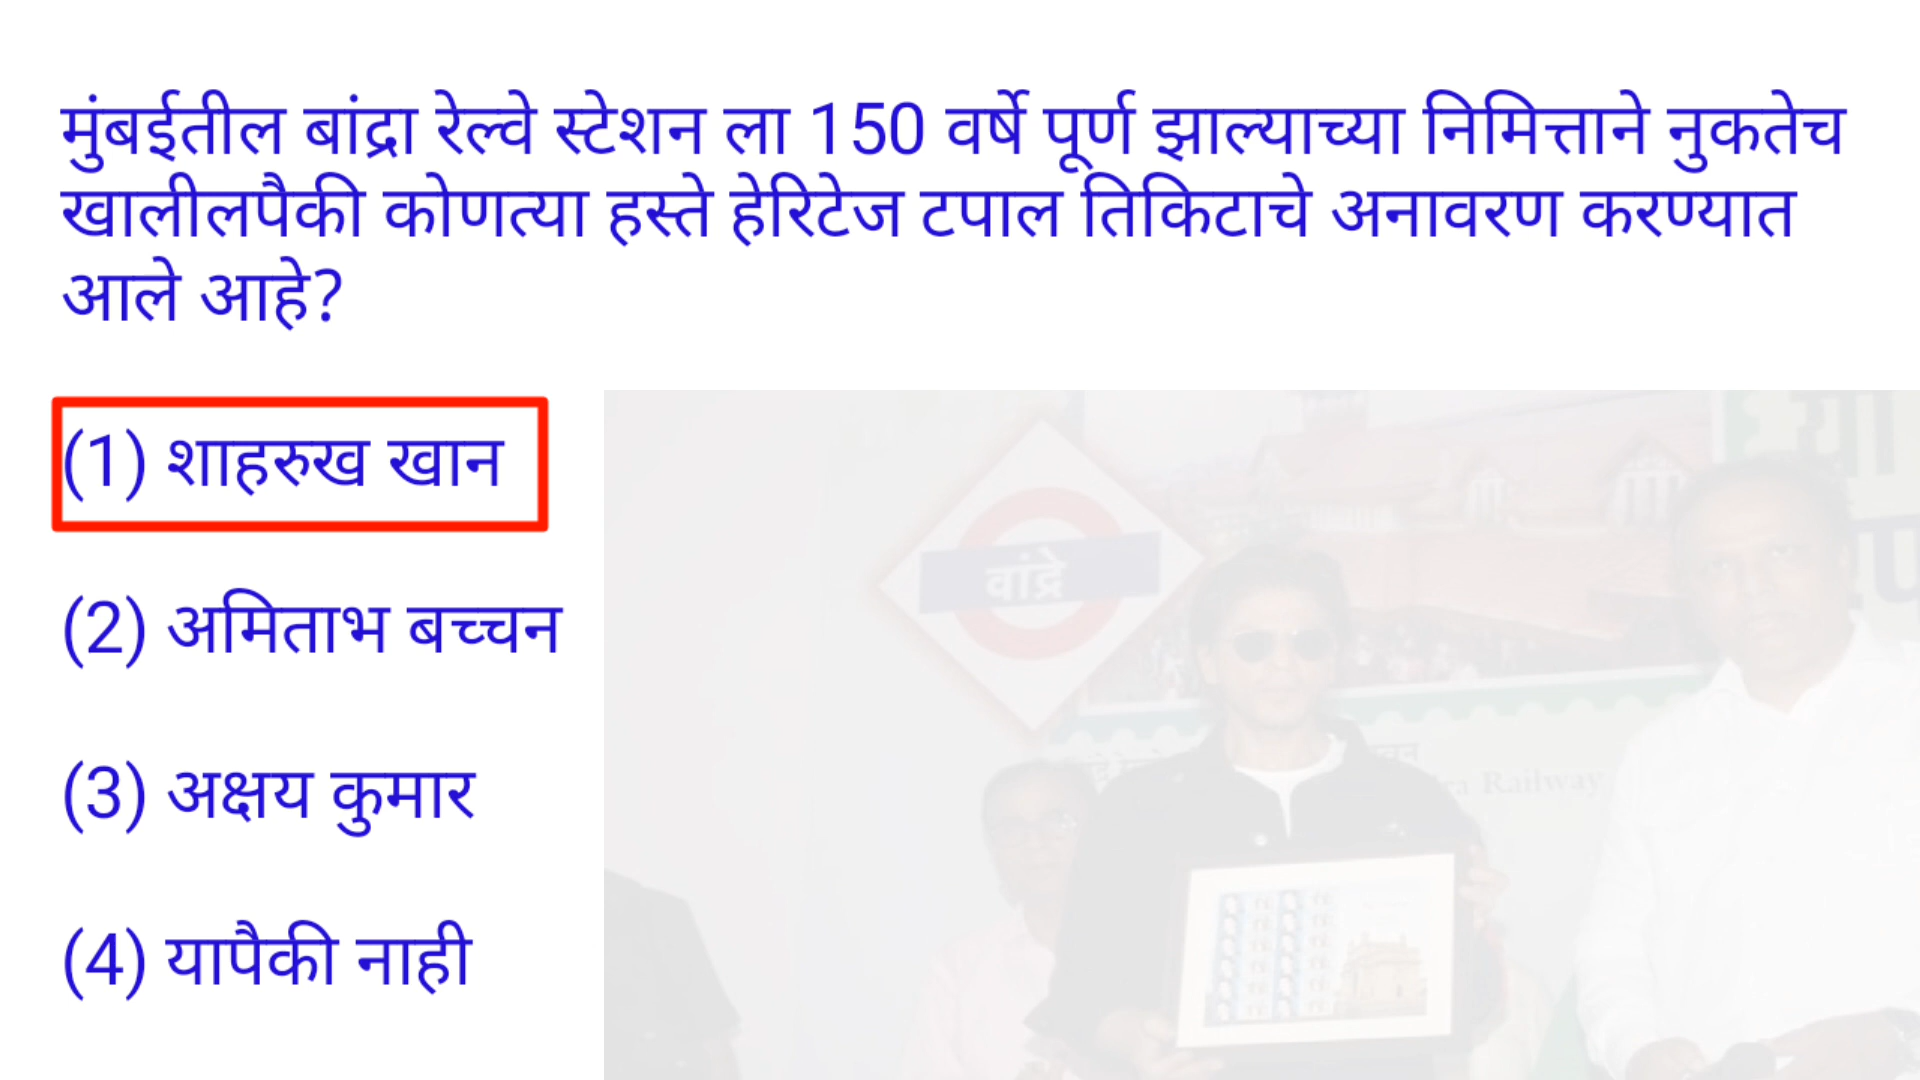 मुंबईतील बांद्रा रेल्वे स्टेशन ला 150 वर्षे पूर्ण झाल्याच्या निमित्ताने नुकतेच
खालीलपैकी कोणत्या हस्ते हेरिटेज टपाल तिकिटाचे अनावरण करण्यात
आले आहे?
(1) शाहरुख खान
(2) अमिताभ बच्चन
(3) अक्षय कुमार
(4) यापैकी नाही
वांद्रे
Railway